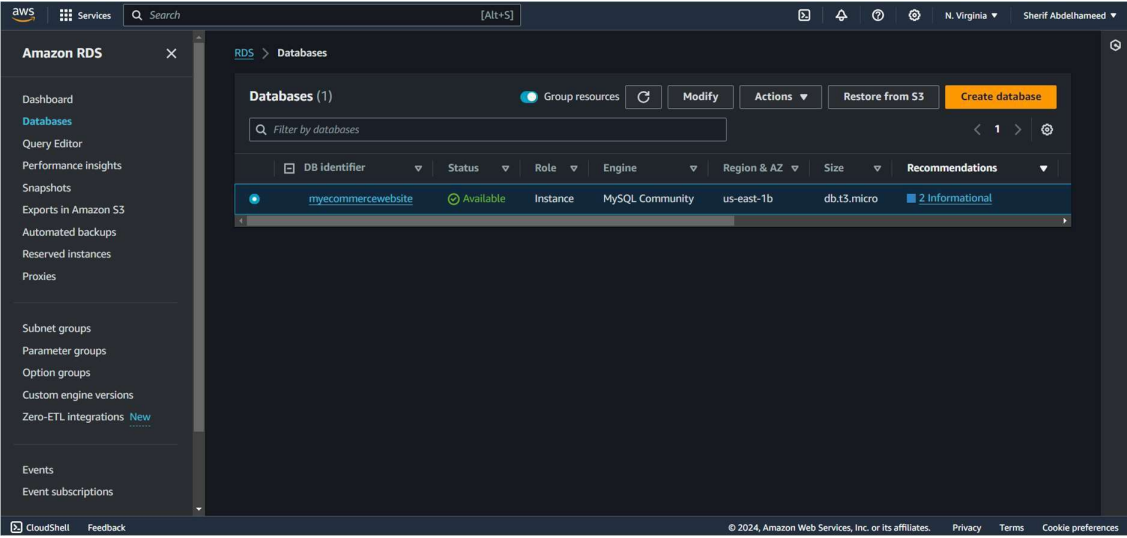 aws Services Search [Alt+S] N. Virginia Sherif Abdelhameed
Amazon RDS
Dashboard
Databases
Query Editor
Performance insights
Snapshots
Exports in Amazon S3
Automated backups
Reserved instances
Proxies
Subnet groups
Parameter groups
Option groups
Custom engine versions
Zero-ETL integrations New
Events
Event subscriptions
RDS > Databases
Databases (1) Group resources Modify Actions Restore from S3 Create database
Filter by databases 1
DB identifier Status Role Engine Region & AZ Size Recommendations
myecommercewebsite Available Instance MySQL Community us-east-1b db.t3.micro 2 Informational
CloudShell Feedback © 2024, Amazon Web Services, Inc. or its affiliates. Privacy Terms Cookie preferences